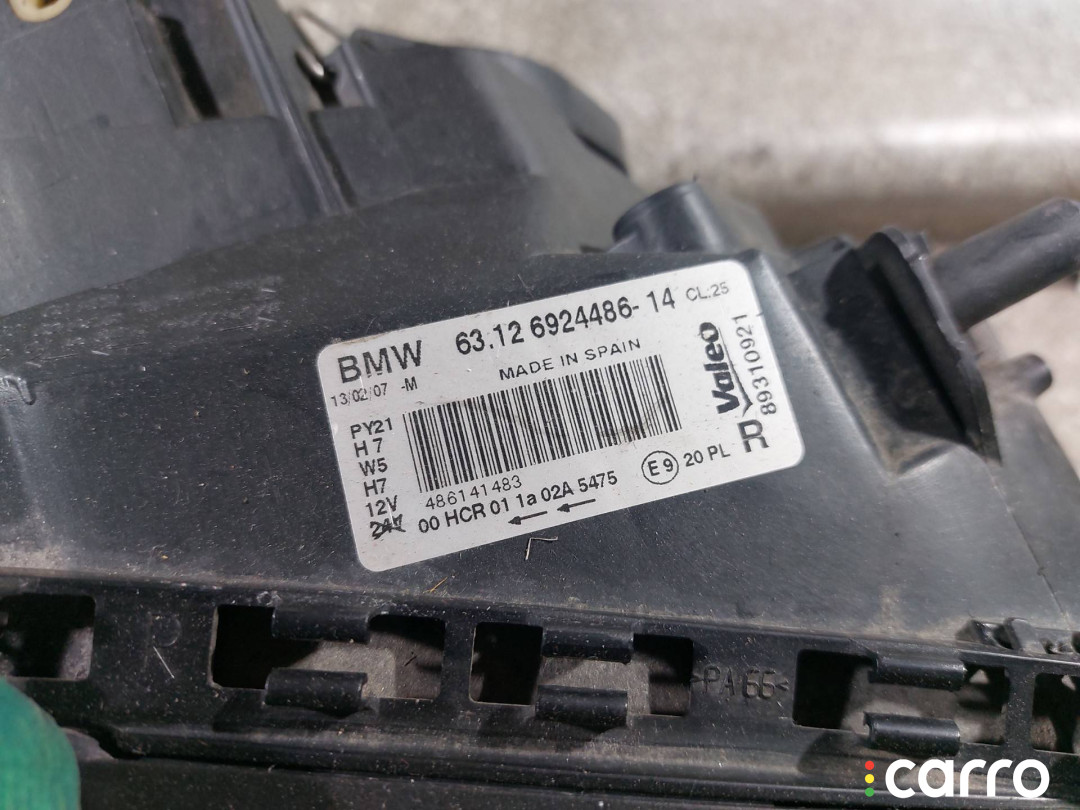 BMW 63.12 6924486-14 CL:25
13/02/07 -M MADE IN SPAIN
PY21
H7
W5
H7
12V
24V
486141483
00 HCR 01 1a 02A 5475
E9 20 PL
R
Valeo
89310921
>PA66<
carro